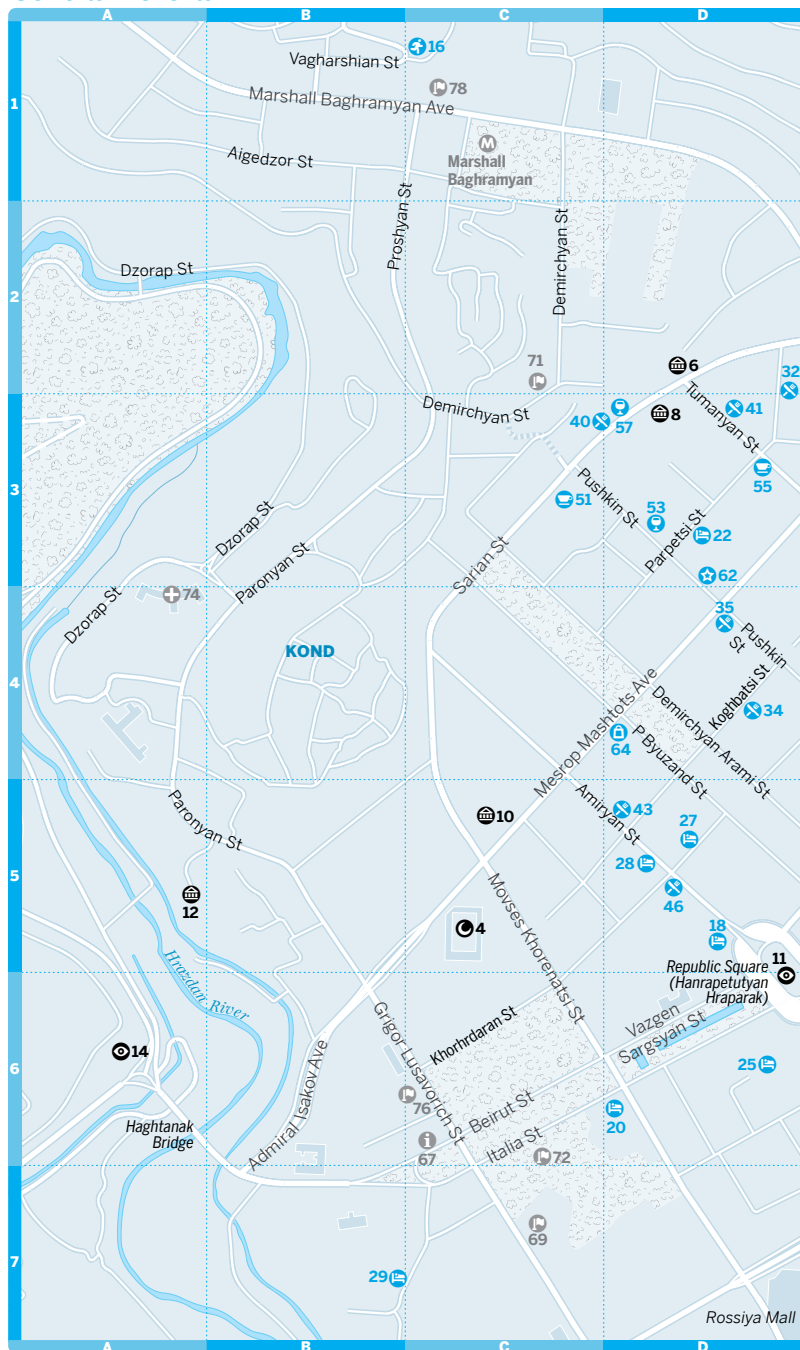 A
B
C
D
Vagharshian St
16
78
1
Marshall Baghramyan Ave
M
Marshall
Baghramyan
Aigedzor St
Proshyan St
Demirchyan St
2
Dzorap St
71
6
32
Demirchyan St
40
57
8
Tumanyan St
41
55
3
51
Pushkin St
53
Parpetsi St
22
62
Dzorap St
Paronyan St
Sarian St
74
Dzorap St
35
Pushkin
St
4
KOND
Mesrop Mashtots Ave
Koghbatsi St
34
Demirchyan Arami St
64
P Byuzand St
Paronyan St
10
Amiryan St
43
27
5
28
46
12
4
Movses Khorenatsi St
18
11
Republic Square
(Hanrapetutyan
Hraparak)
Hrazdan River
Grigor Lusavorich St
Khorhrdaran St
Vazgen
Sargsyan St
6
14
25
Admiral Isakov Ave
76
Beirut St
20
Haghtanak
Bridge
67
Italia St
72
69
7
29
Rossiya Mall
A
B
C
D